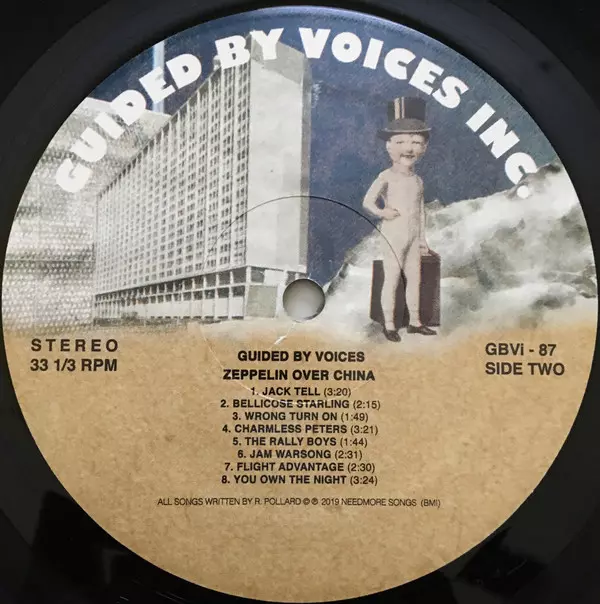 GUIDED BY VOICES INC.
STEREO
33 1/3 RPM
GBVi - 87
SIDE TWO
GUIDED BY VOICES
ZEPPELIN OVER CHINA
1. JACK TELL (3:20)
2. BELLICOSE STARLING (2:15)
3. WRONG TURN ON (1:49)
4. CHARMLESS PETERS (3:21)
5. THE RALLY BOYS (1:44)
6. JAM WARSONG (2:31)
7. FLIGHT ADVANTAGE (2:30)
8. YOU OWN THE NIGHT (3:24)
ALL SONGS WRITTEN BY R. POLLARD © ℗ 2019 NEEDMORE SONGS (BMI)